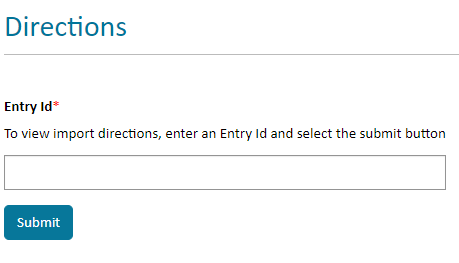 Directions
Entry Id*
To view import directions, enter an Entry Id and select the submit button
Submit